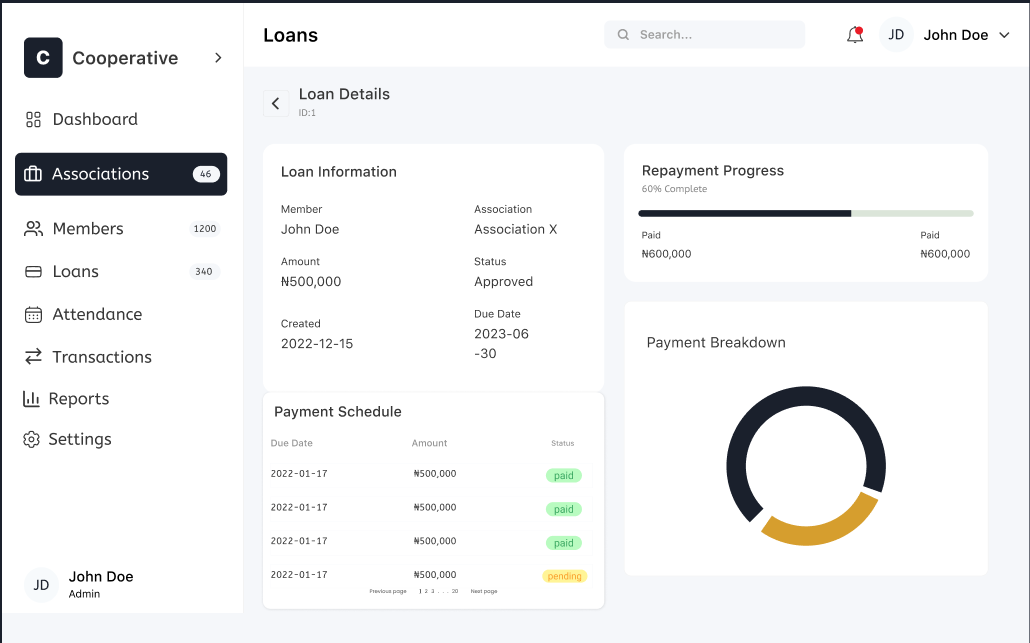 C
Cooperative
Dashboard
Associations 46
Members 1200
Loans 340
Attendance
Transactions
Reports
Settings
JD
John Doe
Admin
Loans
Search...
JD
John Doe
Loan Details
ID:1
Loan Information
Member Association
John Doe Association X
Amount Status
₦500,000 Approved
Created Due Date
2022-12-15 2023-06
-30
Payment Schedule
Due Date Amount Status
2022-01-17 ₦500,000 paid
2022-01-17 ₦500,000 paid
2022-01-17 ₦500,000 paid
2022-01-17 ₦500,000 pending
Previous page 1 2 3 . . . 20 Next page
Repayment Progress
60% Complete
Paid Paid
₦600,000 ₦600,000
Payment Breakdown